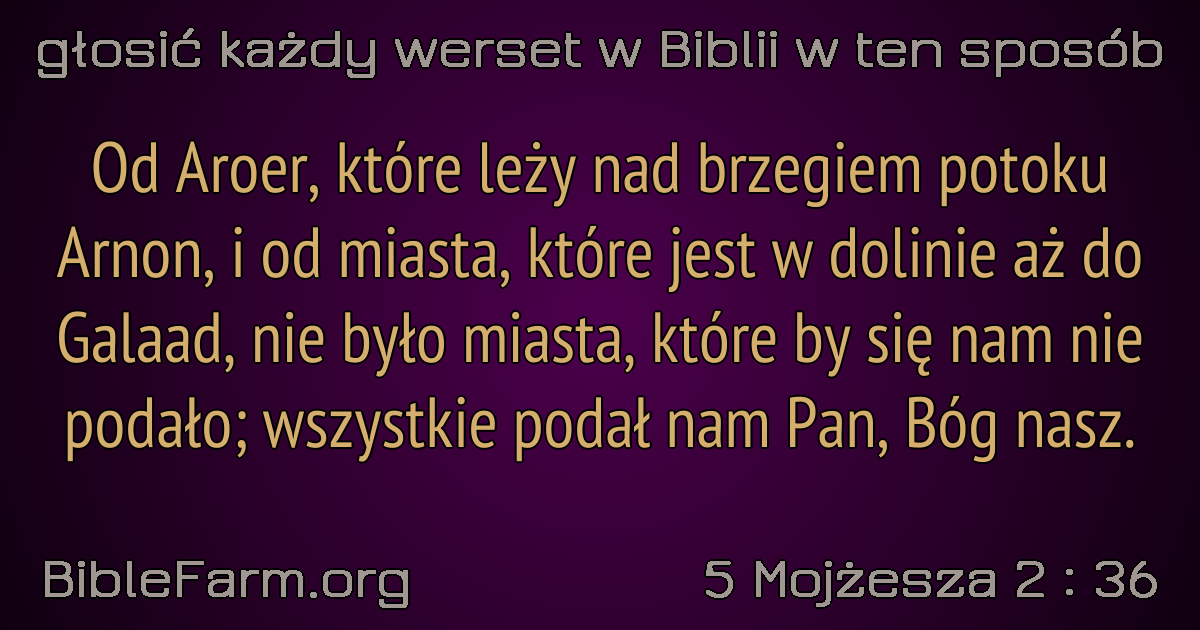 głosić każdy werset w Biblii w ten sposób
Od Aroer, które leży nad brzegiem potoku
Arnon, i od miasta, które jest w dolinie aż do
Galaad, nie było miasta, które by się nam nie
podało; wszystkie podał nam Pan, Bóg nasz.
BibleFarm.org
5 Mojżesza 2 : 36